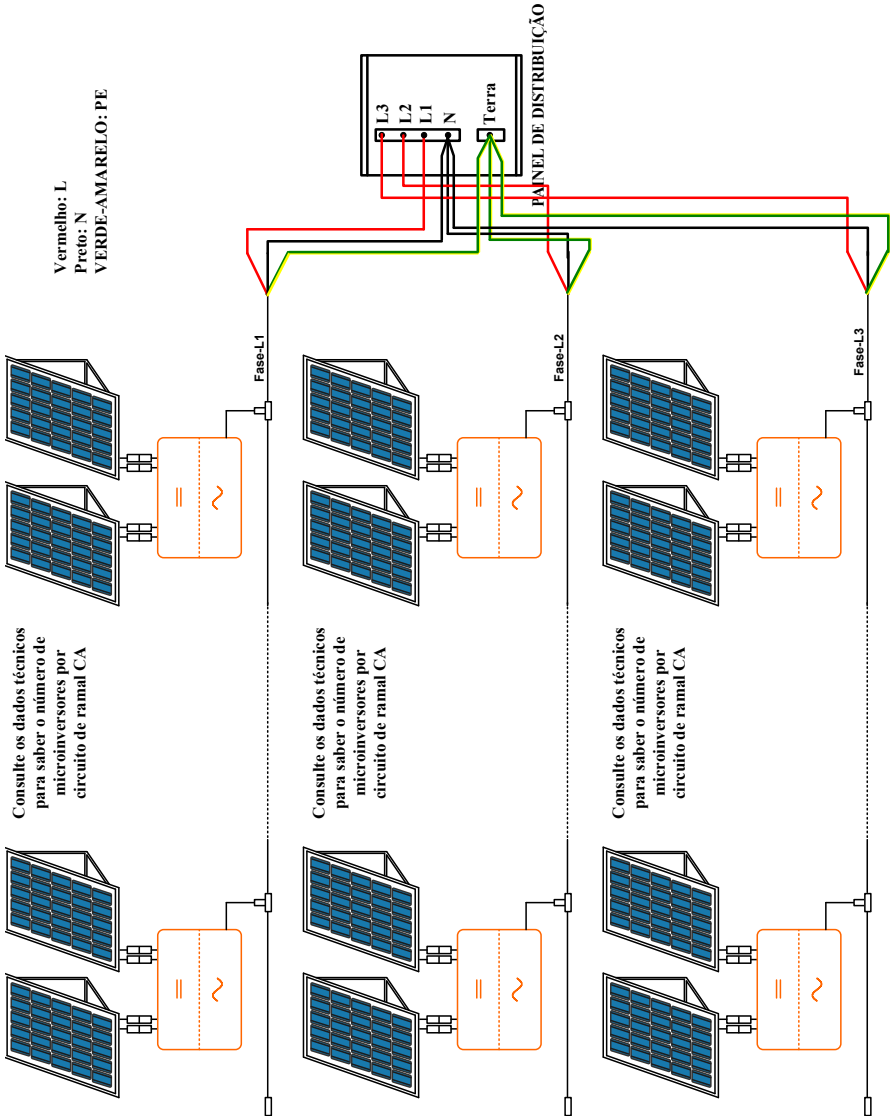 Vermelho: L
Preto: N
VERDE-AMARELO: PE
L3
L2
L1
N
Terra
PAINEL DE DISTRIBUIÇÃO
Fase-L1
Fase-L2
Fase-L3
Consulte os dados técnicos
para saber o número de
microinversores por
circuito de ramal CA
Consulte os dados técnicos
para saber o número de
microinversores por
circuito de ramal CA
Consulte os dados técnicos
para saber o número de
microinversores por
circuito de ramal CA